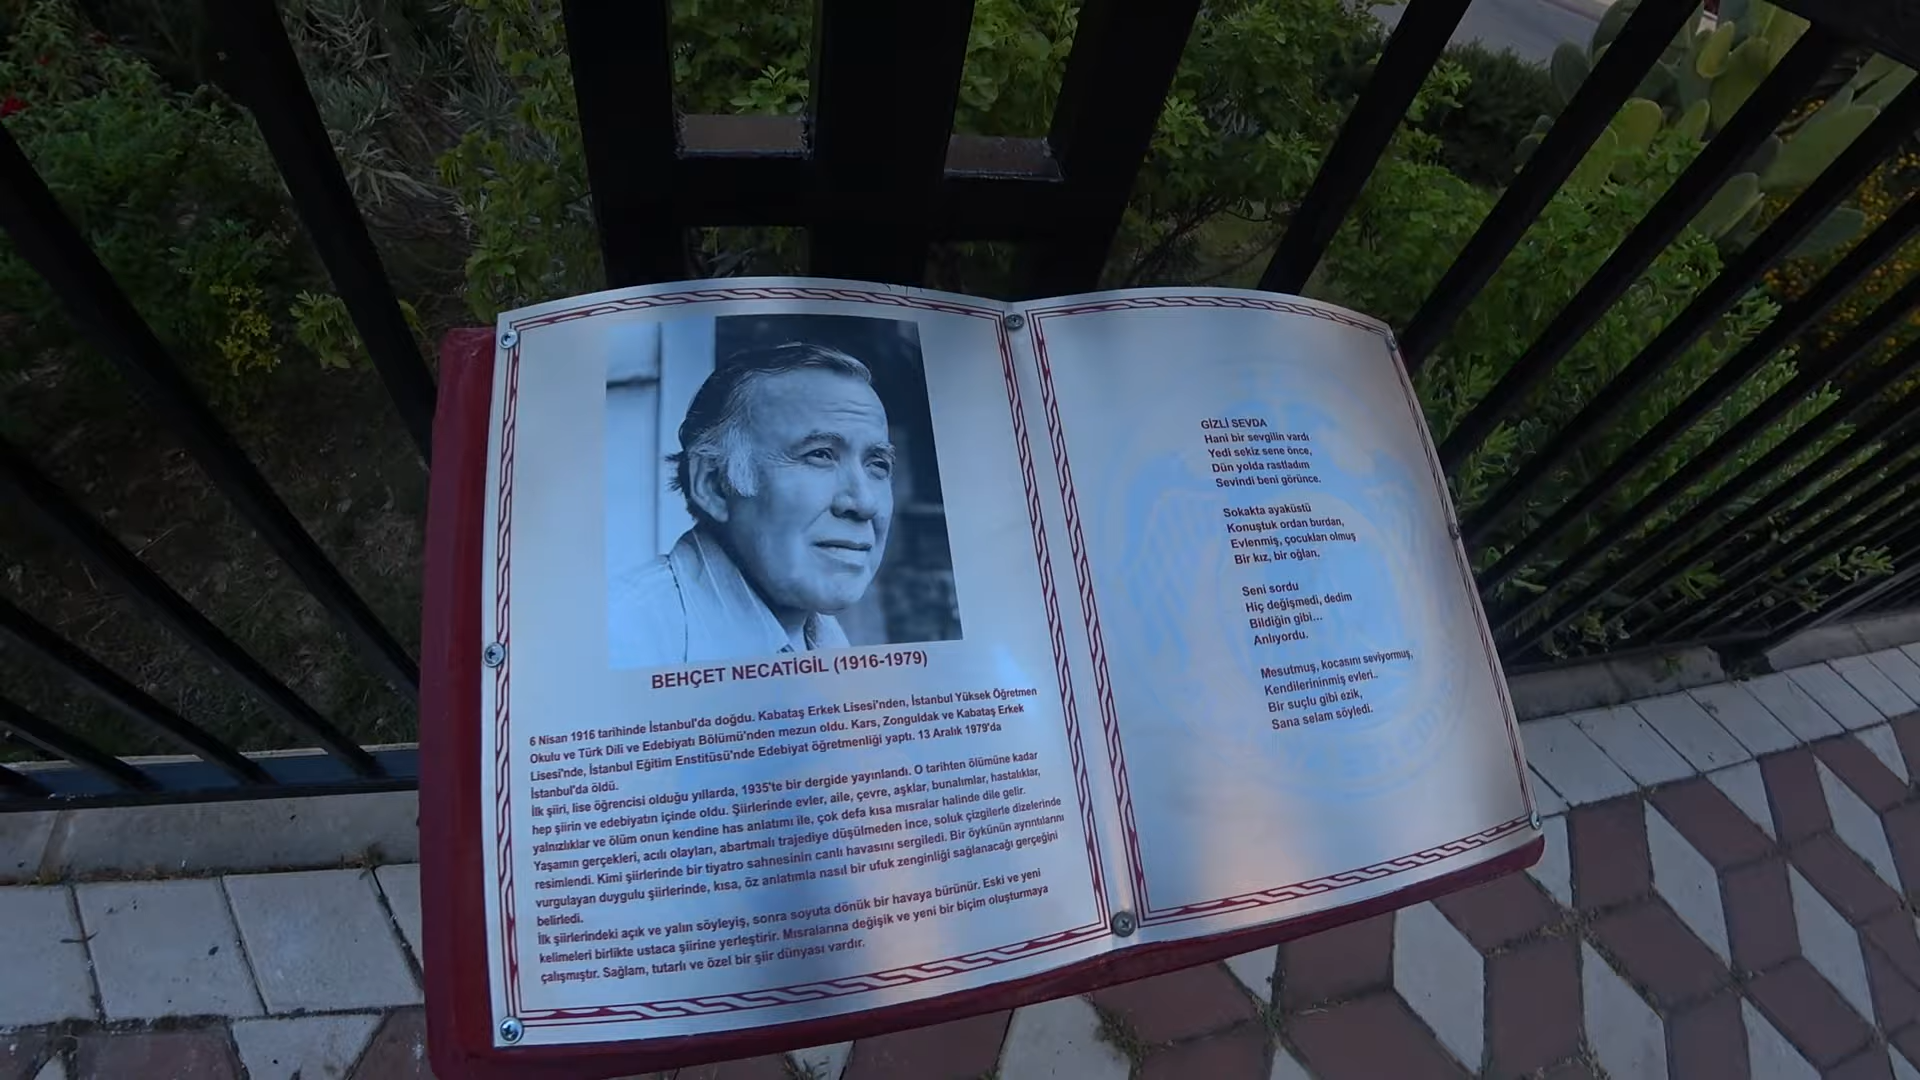 BEHÇET NECATİGİL (1916-1979)
6 Nisan 1916 tarihinde İstanbul'da doğdu. Kabataş Erkek Lisesi'nden, İstanbul Yüksek Öğretmen
Okulu ve Türk Dili ve Edebiyatı Bölümü'nden mezun oldu. Kars, Zonguldak ve Kabataş Erkek
Lisesi'nde, İstanbul Eğitim Enstitüsü'nde Edebiyat öğretmenliği yaptı. 13 Aralık 1979'da
İstanbul'da öldü.
İlk şiiri, lise öğrencisi olduğu yıllarda, 1935'te bir dergide yayınlandı. O tarihten ölümüne kadar
hep şiirin ve edebiyatın içinde oldu. Şiirlerinde evler, aile, çevre, aşklar, bunalımlar, hastalıklar,
yalnızlıklar ve ölüm onun kendine has anlatımı ile, çok defa kısa mısralar halinde dile gelir.
Yaşamın gerçekleri, acılı olayları, abartmalı trajediye düşülmeden ince, soluk çizgilerle dizelerinde
resimlendi. Kimi şiirlerinde bir tiyatro sahnesinin canlı havasını sergiledi. Bir öykünün ayrıntılarını
vurgulayan duygulu şiirlerinde, kısa, öz anlatımla nasıl bir ufuk zenginliği sağlanacağı gerçeğini
belirledi.
İlk şiirlerindeki açık ve yalın söyleyiş, sonra soyuta dönük bir havaya bürünür. Eski ve yeni
kelimeleri birlikte ustaca şiirine yerleştirir. Mısralarına değişik ve yeni bir biçim oluşturmaya
çalışmıştır. Sağlam, tutarlı ve özel bir şiir dünyası vardır.
GİZLİ SEVDA
Hani bir sevgilin vardı
Yedi sekiz sene önce,
Dün yolda rastladım
Sevindi beni görünce.
Sokakta ayaküstü
Konuştuk ordan burdan,
Evlenmiş, çocukları olmuş
Bir kız, bir oğlan.
Seni sordu
Hiç değişmedi, dedim
Bildiğin gibi...
Anlıyordu.
Mesutmuş, kocasını seviyormuş,
Kendilerininmiş evleri..
Bir suçlu gibi ezik,
Sana selam söyledi.